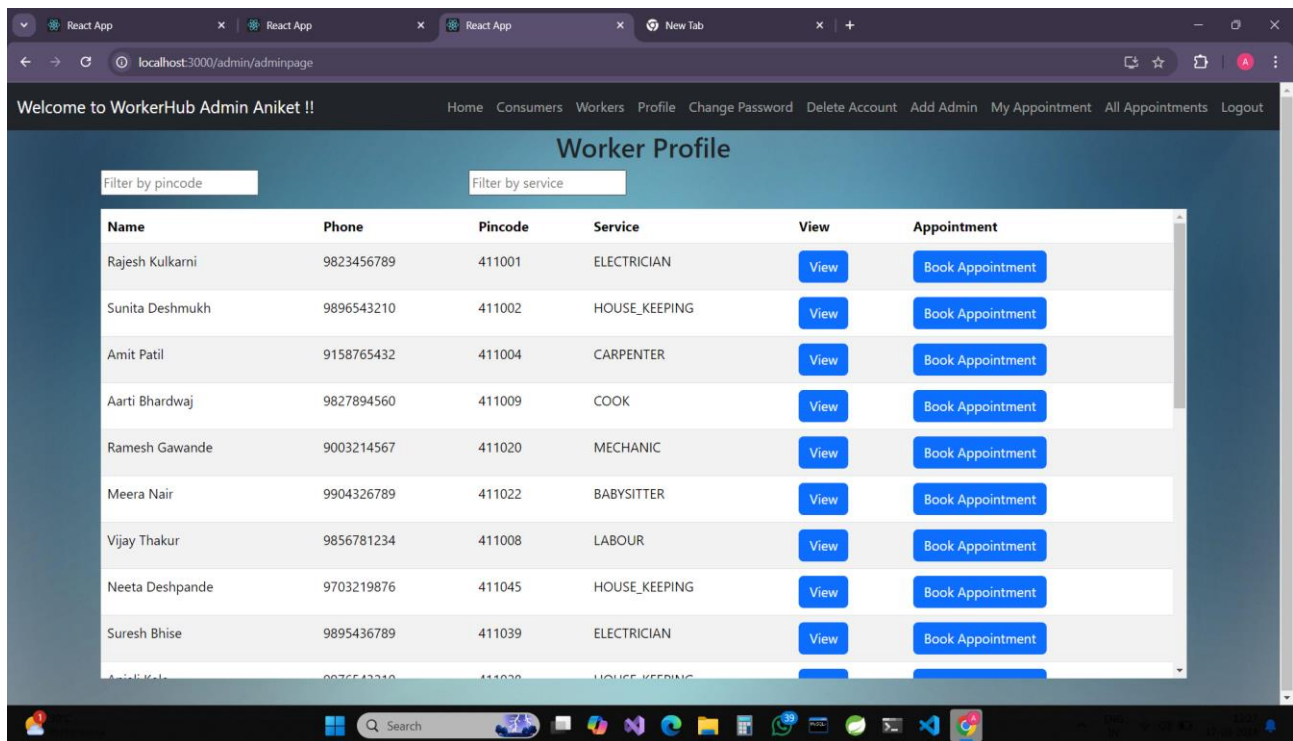 React App React App React App New Tab
localhost:3000/admin/adminpage A
Welcome to WorkerHub Admin Aniket !! Home Consumers Workers Profile Change Password Delete Account Add Admin My Appointment All Appointments Logout
Worker Profile
Filter by pincode Filter by service
Name Phone Pincode Service View Appointment
Rajesh Kulkarni 9823456789 411001 ELECTRICIAN View Book Appointment
Sunita Deshmukh 9896543210 411002 HOUSE_KEEPING View Book Appointment
Amit Patil 9158765432 411004 CARPENTER View Book Appointment
Aarti Bhardwaj 9827894560 411009 COOK View Book Appointment
Ramesh Gawande 9003214567 411020 MECHANIC View Book Appointment
Meera Nair 9904326789 411022 BABYSITTER View Book Appointment
Vijay Thakur 9856781234 411008 LABOUR View Book Appointment
Neeta Deshpande 9703219876 411045 HOUSE_KEEPING View Book Appointment
Suresh Bhise 9895436789 411039 ELECTRICIAN View Book Appointment
HOUSE_KEEPING
1 Search 39